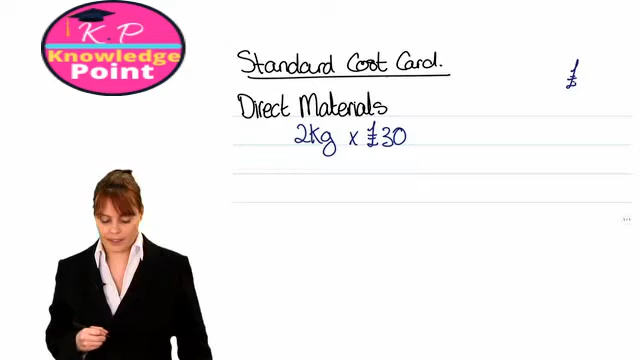 K.P
Knowledge
Point
Standard Cost Card.
£
Direct Materials
2kg x £30